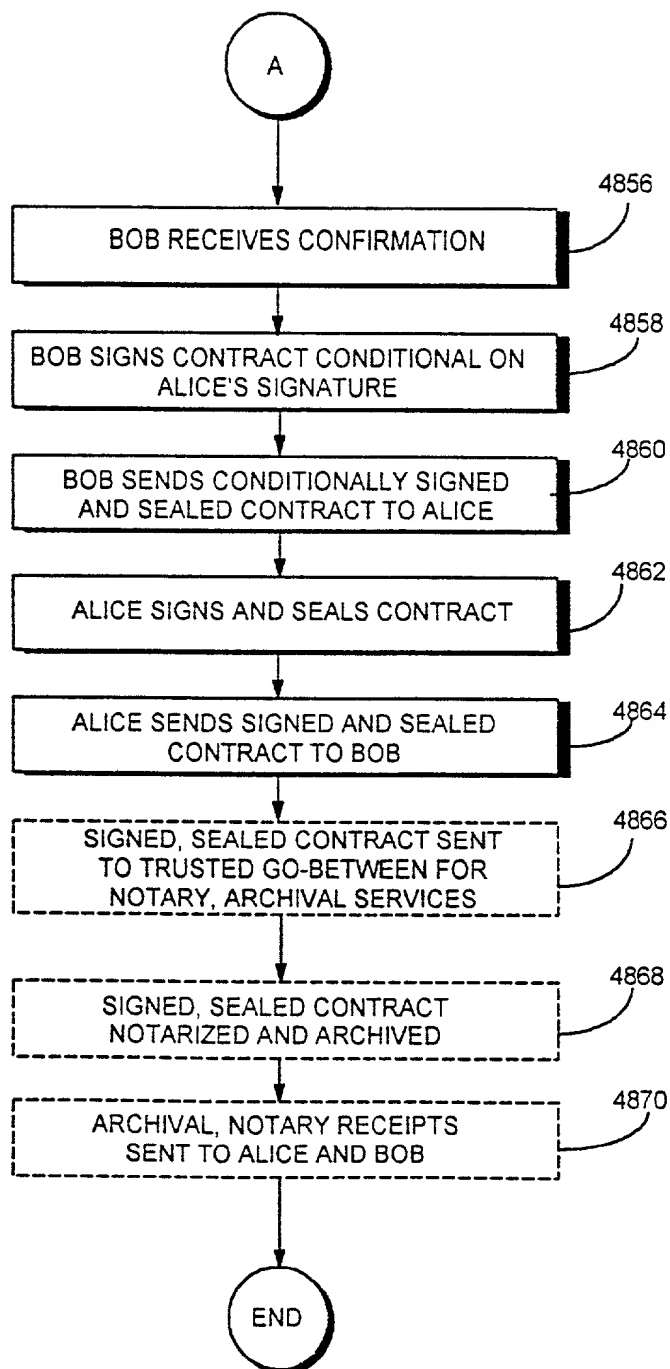 A
4856
BOB RECEIVES CONFIRMATION
4858
BOB SIGNS CONTRACT CONDITIONAL ON
ALICE'S SIGNATURE
4860
BOB SENDS CONDITIONALLY SIGNED
AND SEALED CONTRACT TO ALICE
4862
ALICE SIGNS AND SEALS CONTRACT
4864
ALICE SENDS SIGNED AND SEALED
CONTRACT TO BOB
4866
SIGNED, SEALED CONTRACT SENT
TO TRUSTED GO-BETWEEN FOR
NOTARY, ARCHIVAL SERVICES
4868
SIGNED, SEALED CONTRACT
NOTARIZED AND ARCHIVED
4870
ARCHIVAL, NOTARY RECEIPTS
SENT TO ALICE AND BOB
END